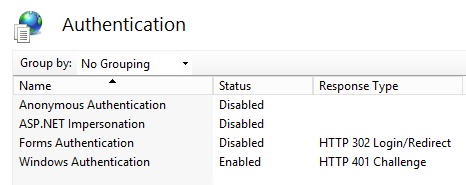 Authentication
Group by: No Grouping
Name Status Response Type
Anonymous Authentication Disabled
ASP.NET Impersonation Disabled
Forms Authentication Disabled HTTP 302 Login/Redirect
Windows Authentication Enabled HTTP 401 Challenge